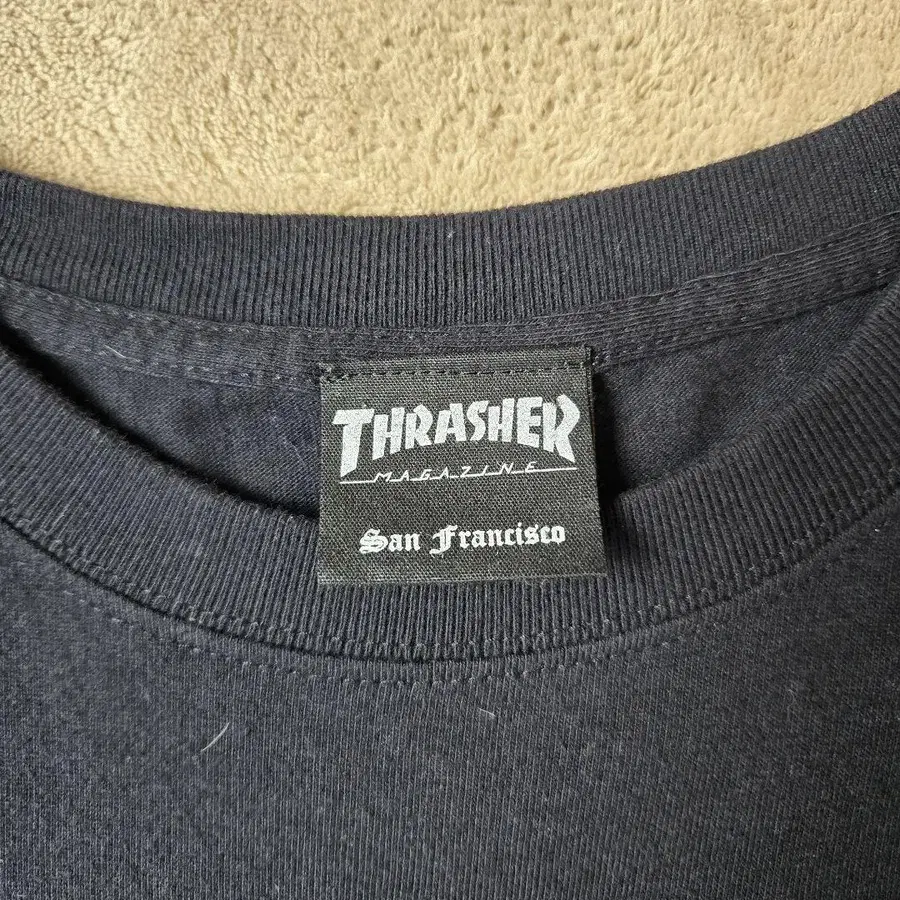 THRASHER
MAGAZINE
San Francisco